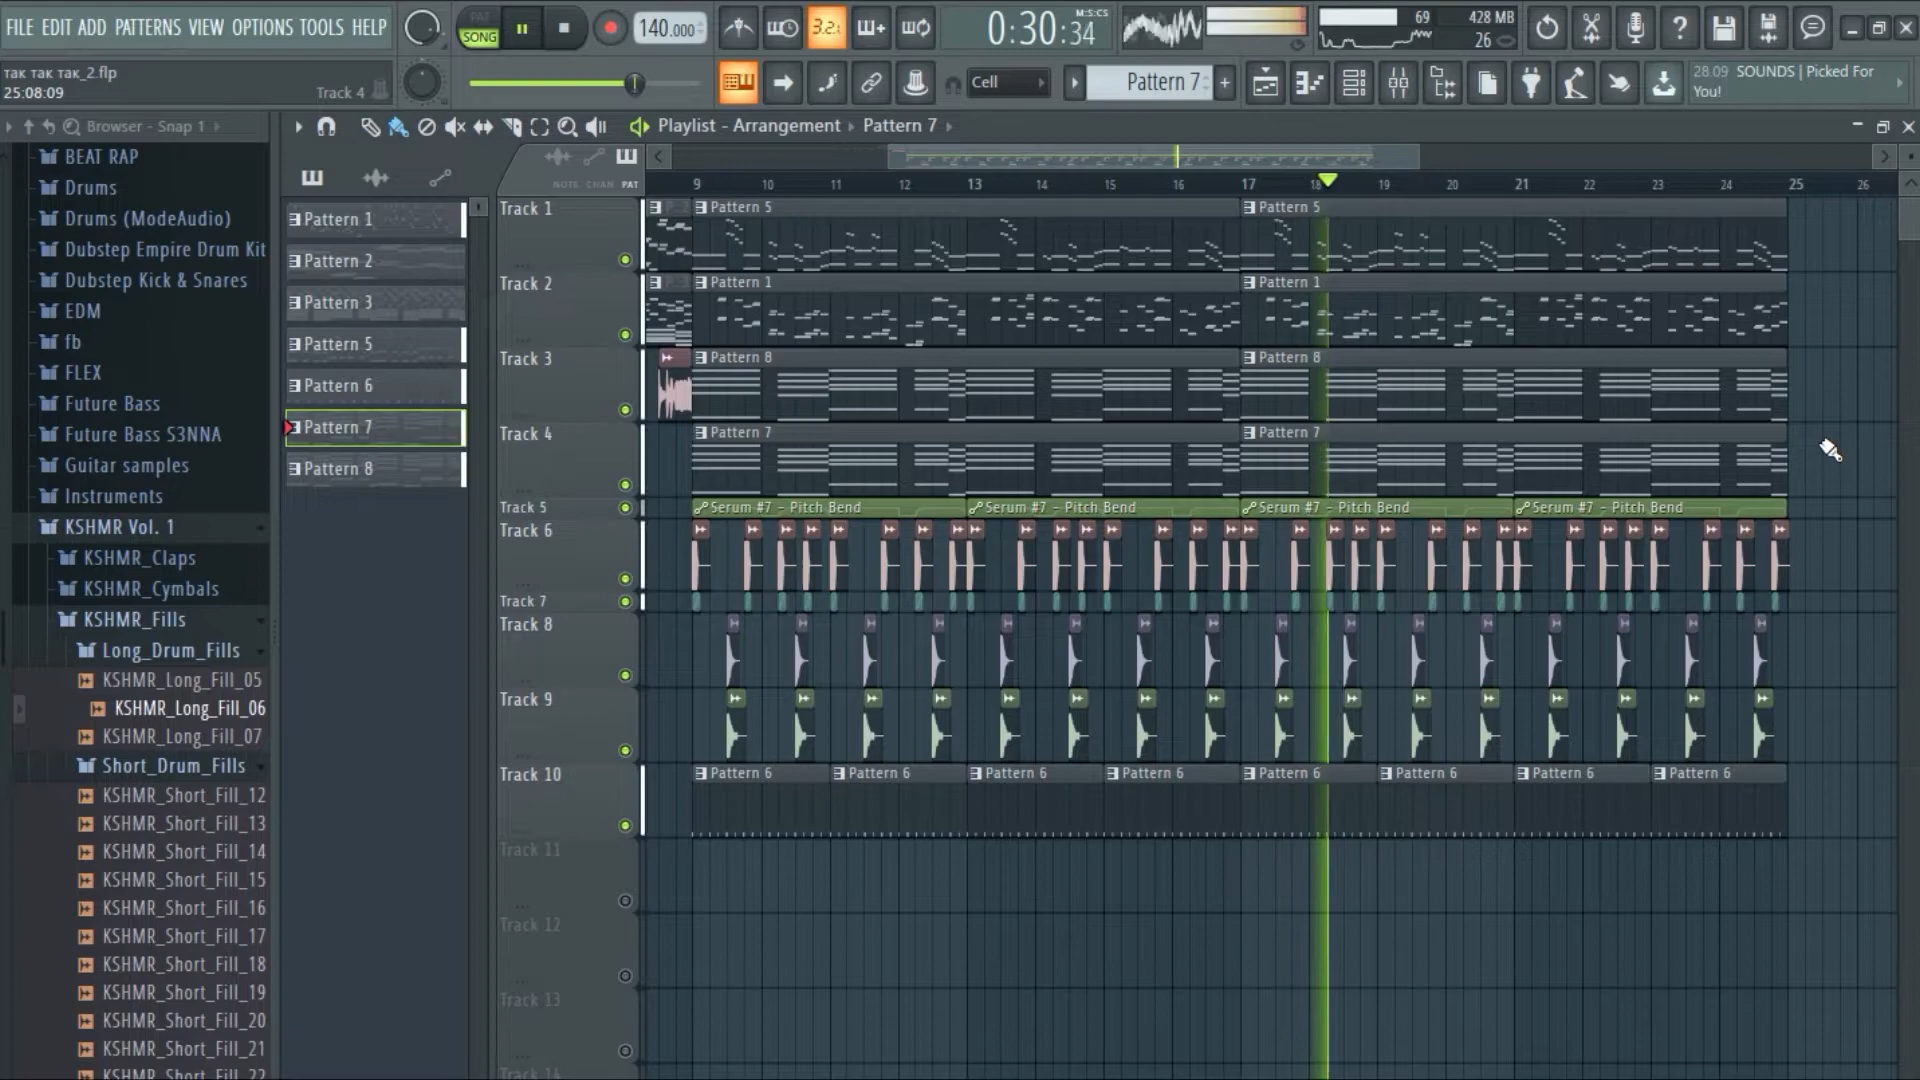 FILE EDIT ADD PATTERNS VIEW OPTIONS TOOLS HELP
PAT
SONG
140.000
3.2.
0:30:34
M:S:CS
69
428 MB
26
так так так_2.flp
25:08:09
Track 4
Cell
Pattern 7
28.09 SOUNDS | Picked For
You!
Browser - Snap 1
Playlist - Arrangement
Pattern 7
BEAT RAP
Drums
Drums (ModeAudio)
Dubstep Empire Drum Kit
Dubstep Kick & Snares
EDM
fb
FLEX
Future Bass
Future Bass S3NNA
Guitar samples
Instruments
KSHMR Vol. 1
KSHMR_Claps
KSHMR_Cymbals
KSHMR_Fills
Long_Drum_Fills
KSHMR_Long_Fill_05
KSHMR_Long_Fill_06
KSHMR_Long_Fill_07
Short_Drum_Fills
KSHMR_Short_Fill_12
KSHMR_Short_Fill_13
KSHMR_Short_Fill_14
KSHMR_Short_Fill_15
KSHMR_Short_Fill_16
KSHMR_Short_Fill_17
KSHMR_Short_Fill_18
KSHMR_Short_Fill_19
KSHMR_Short_Fill_20
KSHMR_Short_Fill_21
KSHMR_Short_Fill_22
Pattern 1
Pattern 2
Pattern 3
Pattern 5
Pattern 6
Pattern 7
Pattern 8
NOTE CHAN PAT
9 10 11 12 13 14 15 16 17 18 19 20 21 22 23 24 25 26
Track 1
Pattern 5
Pattern 5
Track 2
Pattern 1
Pattern 1
Track 3
Pattern 8
Pattern 8
Track 4
Pattern 7
Pattern 7
Track 5
Serum #7 - Pitch Bend
Serum #7 - Pitch Bend
Serum #7 - Pitch Bend
Serum #7 - Pitch Bend
Track 6
Track 7
Track 8
Track 9
Track 10
Pattern 6
Pattern 6
Pattern 6
Pattern 6
Pattern 6
Pattern 6
Pattern 6
Pattern 6
Track 11
Track 12
Track 13
Track 14